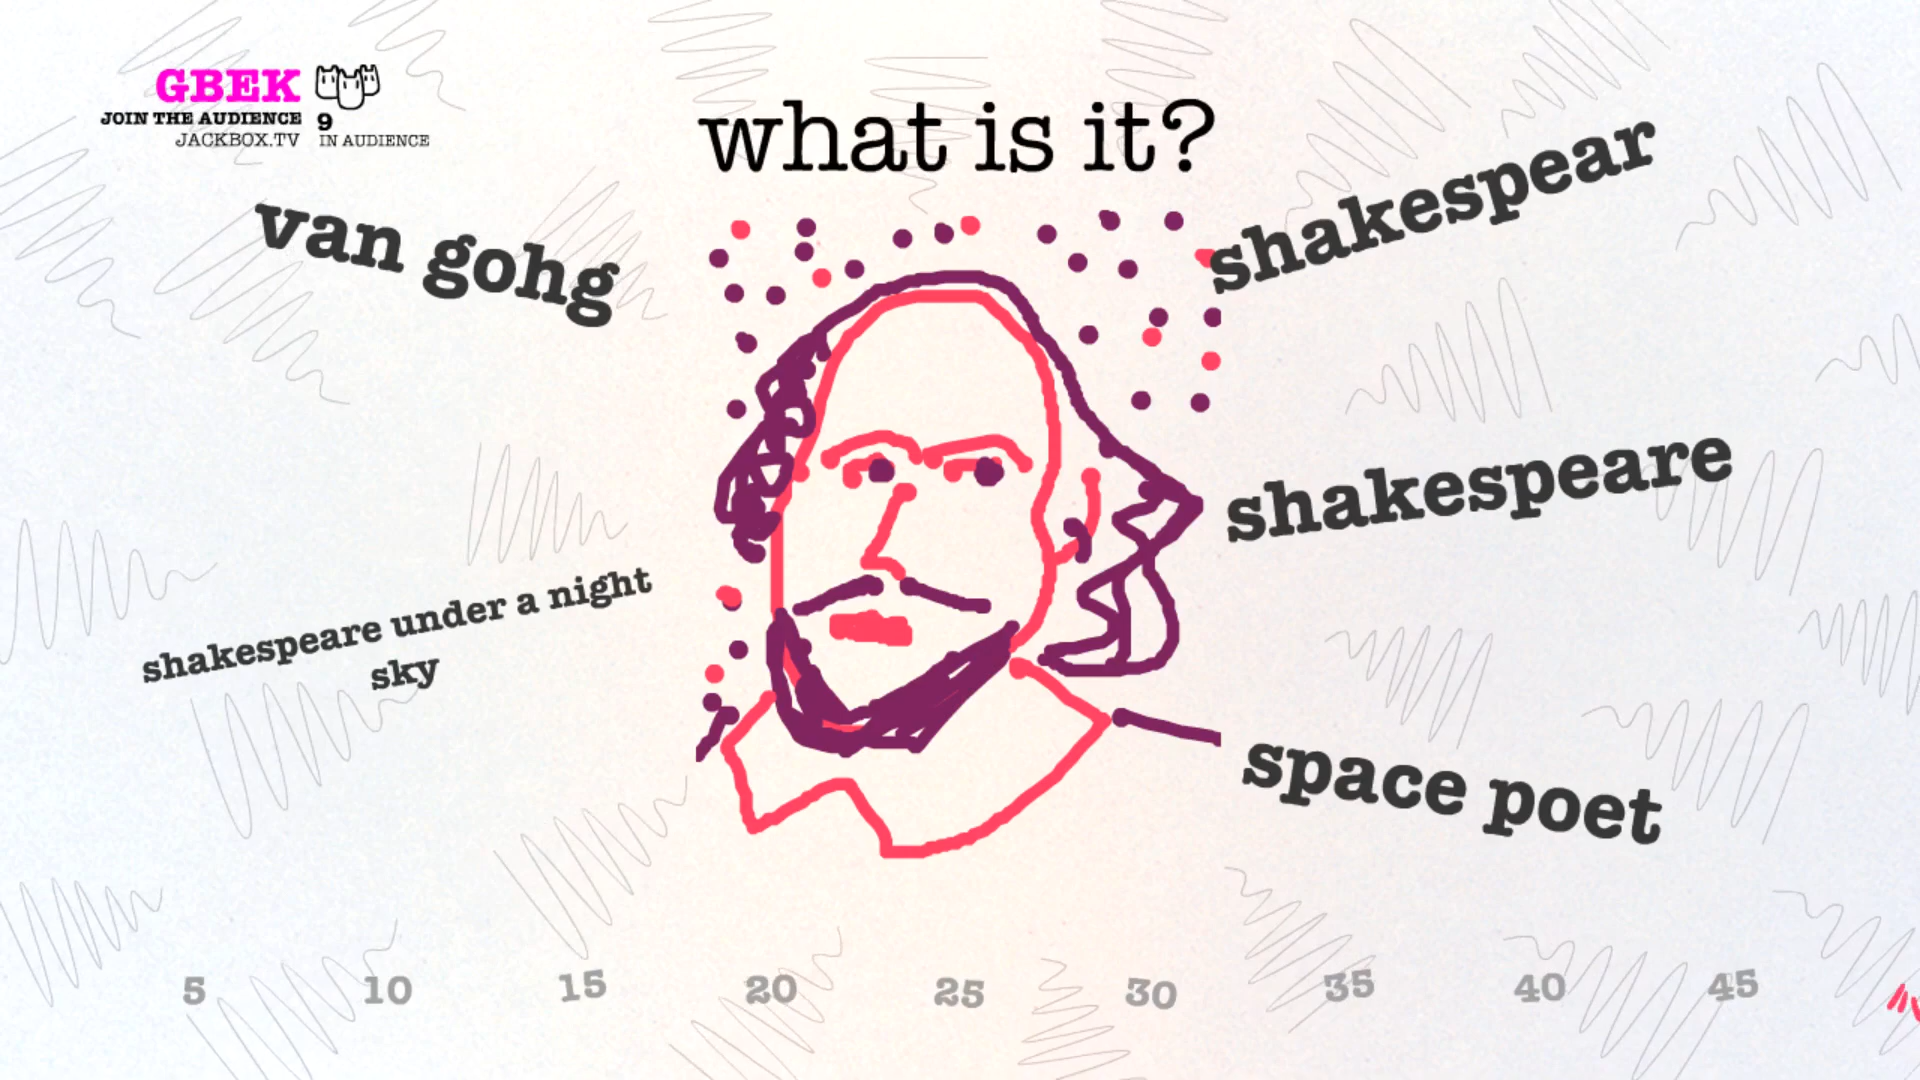 GBEK
JOIN THE AUDIENCE
JACKBOX.TV
9
IN AUDIENCE
what is it?
van gohg
shakespear
shakespeare
shakespeare under a night
sky
space poet
5 10 15 20 25 30 35 40 45